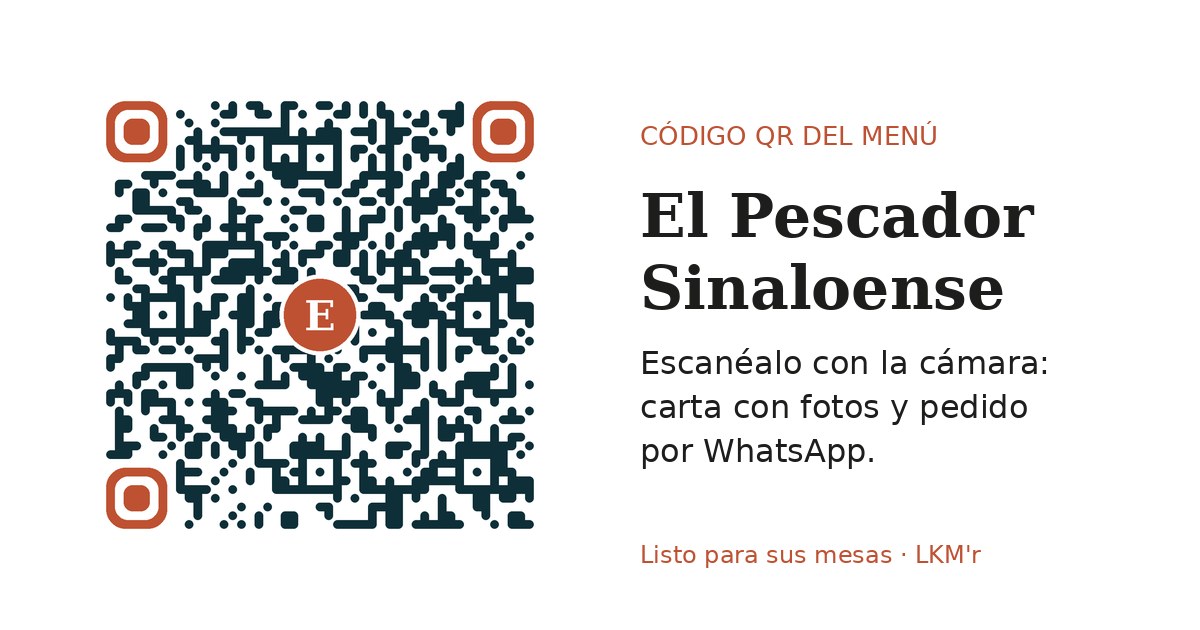 E
CÓDIGO QR DEL MENÚ
El Pescador
Sinaloense
Escanéalo con la cámara:
carta con fotos y pedido
por WhatsApp.
Listo para sus mesas · LKM'r